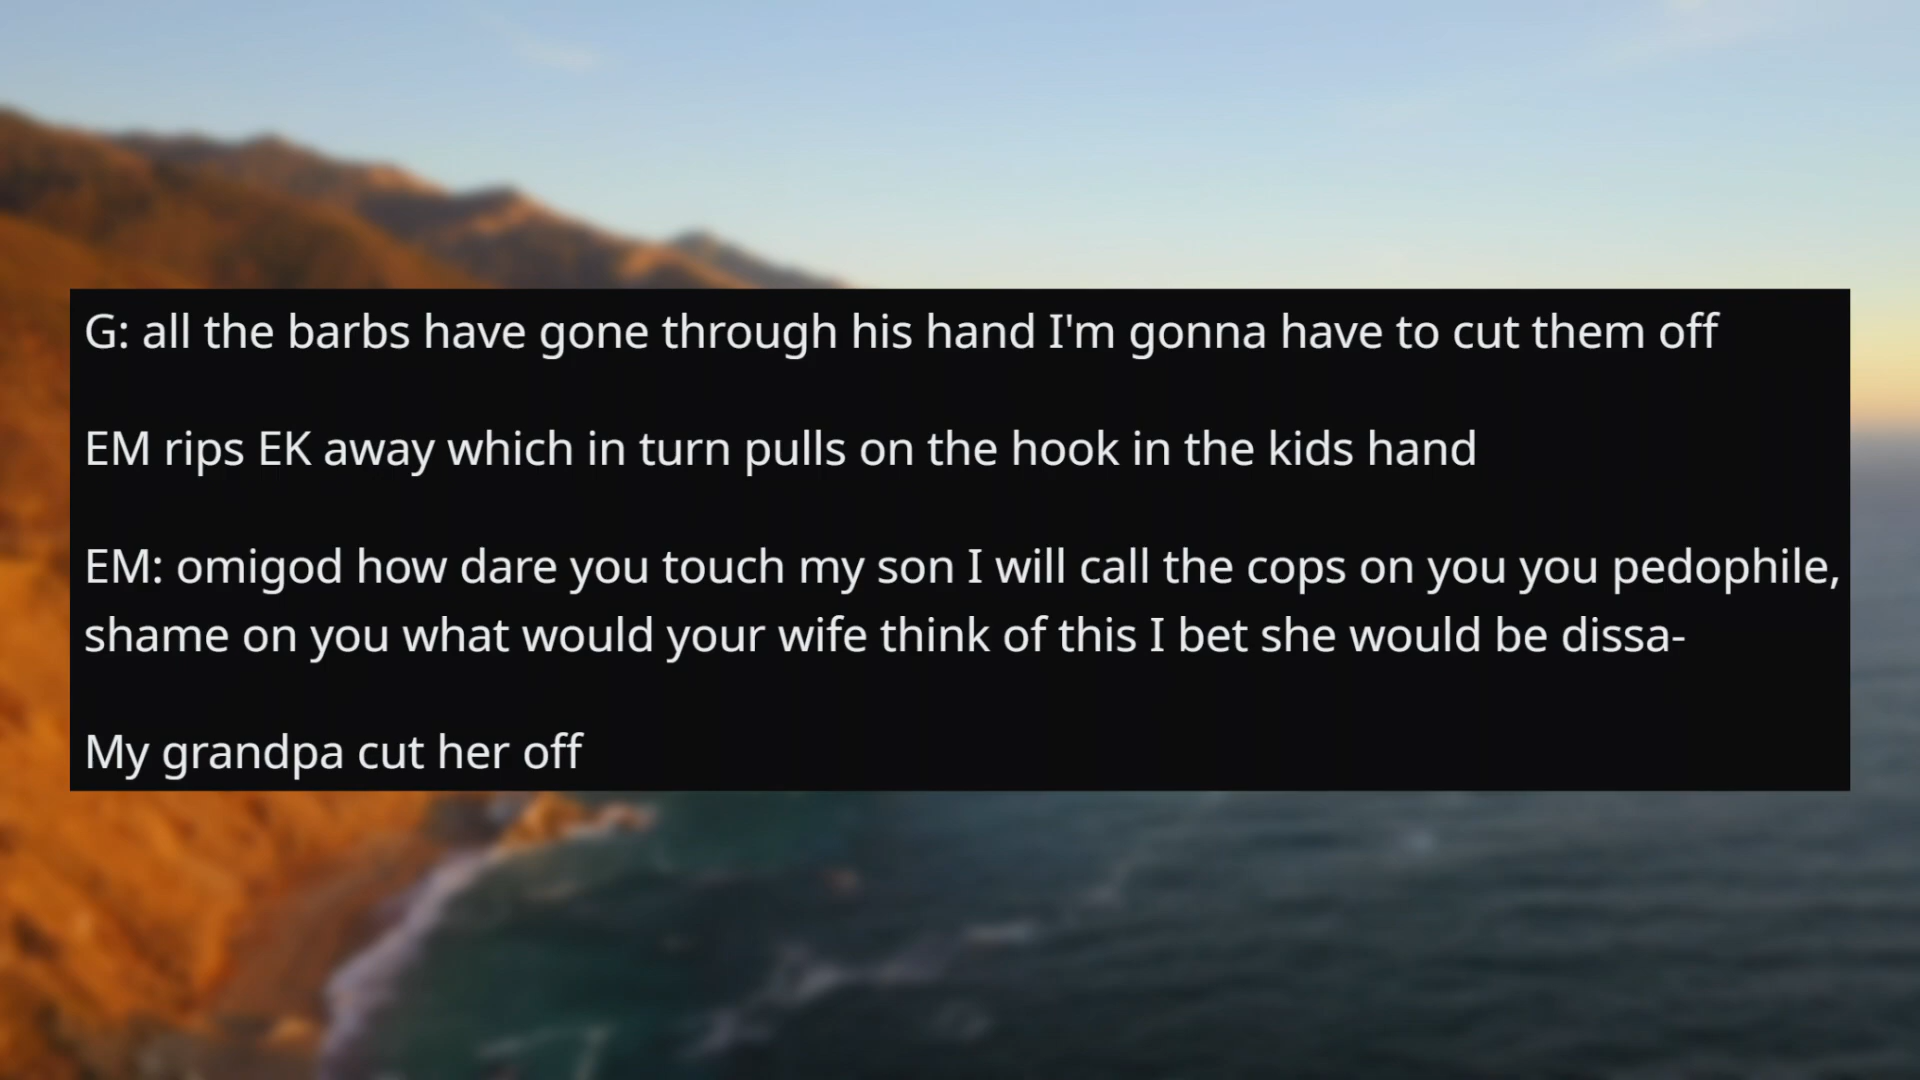 G: all the barbs have gone through his hand I'm gonna have to cut them off
EM rips EK away which in turn pulls on the hook in the kids hand
EM: omigod how dare you touch my son I will call the cops on you you pedophile,
shame on you what would your wife think of this I bet she would be dissa-
My grandpa cut her off